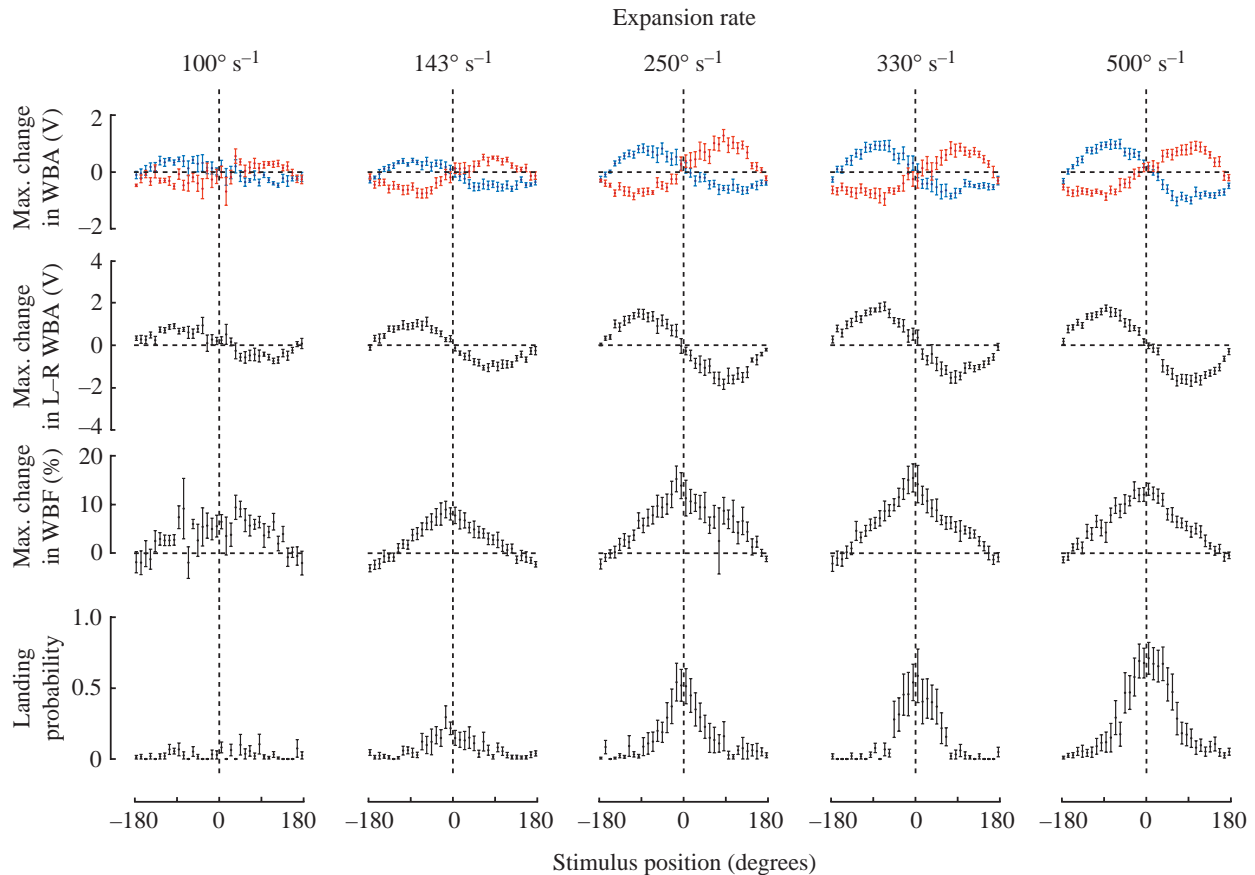 Expansion rate
100° s⁻¹ 143° s⁻¹ 250° s⁻¹ 330° s⁻¹ 500° s⁻¹
Max. change
in WBA (V)
2
0
–2
Max. change
in L–R WBA (V)
4
2
0
–2
–4
Max. change
in WBF (%)
20
10
0
Landing
probability
1.0
0.5
0
–180 0 180 –180 0 180 –180 0 180 –180 0 180 –180 0 180
Stimulus position (degrees)